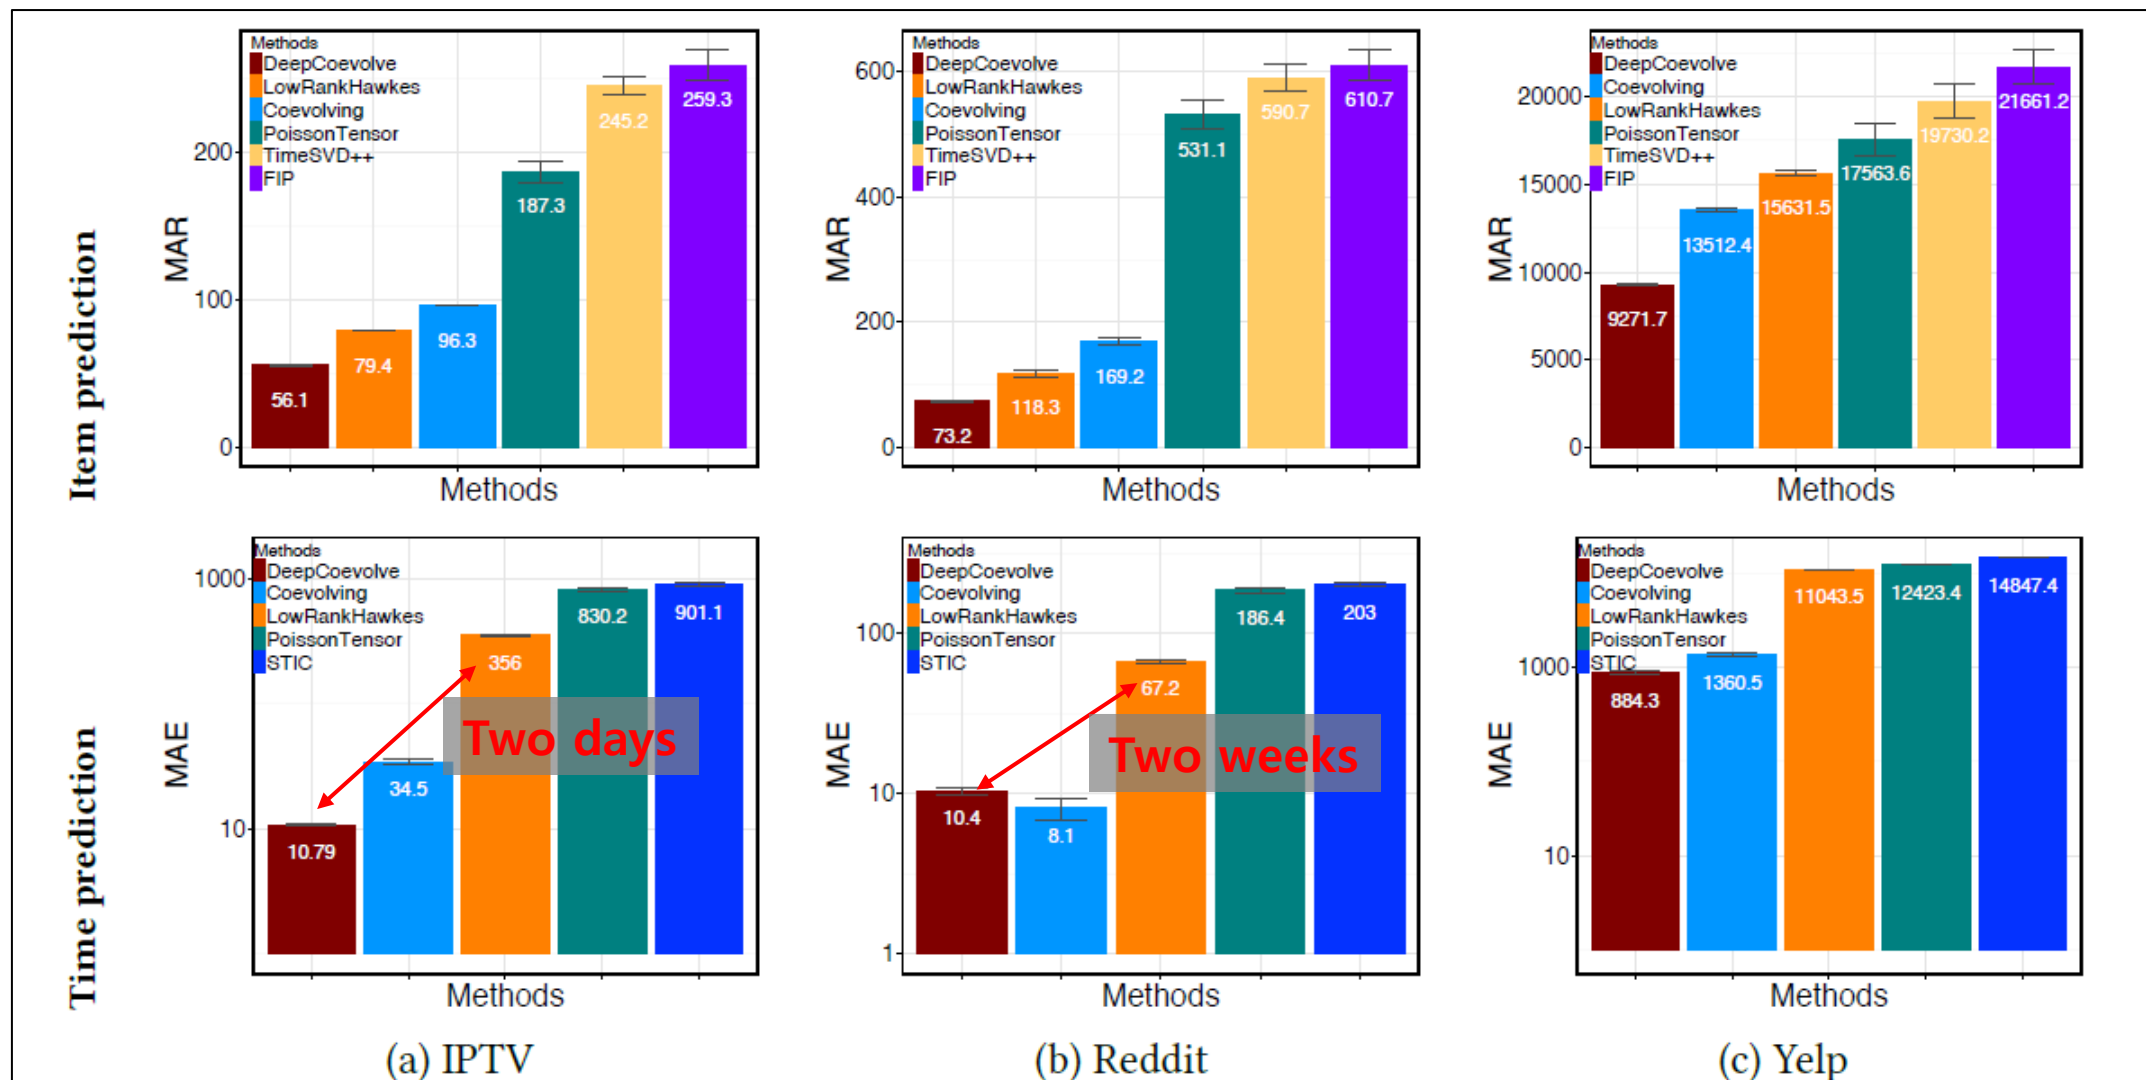 Item prediction
MAR
200
100
0
Methods
DeepCoevolve
LowRankHawkes
Coevolving
PoissonTensor
TimeSVD++
FIP
56.1
79.4
96.3
187.3
245.2
259.3
Methods
MAR
600
400
200
0
Methods
DeepCoevolve
LowRankHawkes
Coevolving
PoissonTensor
TimeSVD++
FIP
73.2
118.3
169.2
531.1
590.7
610.7
Methods
MAR
20000
15000
10000
5000
0
Methods
DeepCoevolve
Coevolving
LowRankHawkes
PoissonTensor
TimeSVD++
FIP
9271.7
13512.4
15631.5
17563.6
19730.2
21661.2
Methods
Time prediction
MAE
1000
10
Methods
DeepCoevolve
Coevolving
LowRankHawkes
PoissonTensor
STIC
10.79
34.5
356
830.2
901.1
Two days
Methods
(a) IPTV
MAE
100
10
1
Methods
DeepCoevolve
Coevolving
LowRankHawkes
PoissonTensor
STIC
10.4
8.1
67.2
186.4
203
Two weeks
Methods
(b) Reddit
MAE
1000
10
Methods
DeepCoevolve
Coevolving
LowRankHawkes
PoissonTensor
STIC
884.3
1360.5
11043.5
12423.4
14847.4
Methods
(c) Yelp